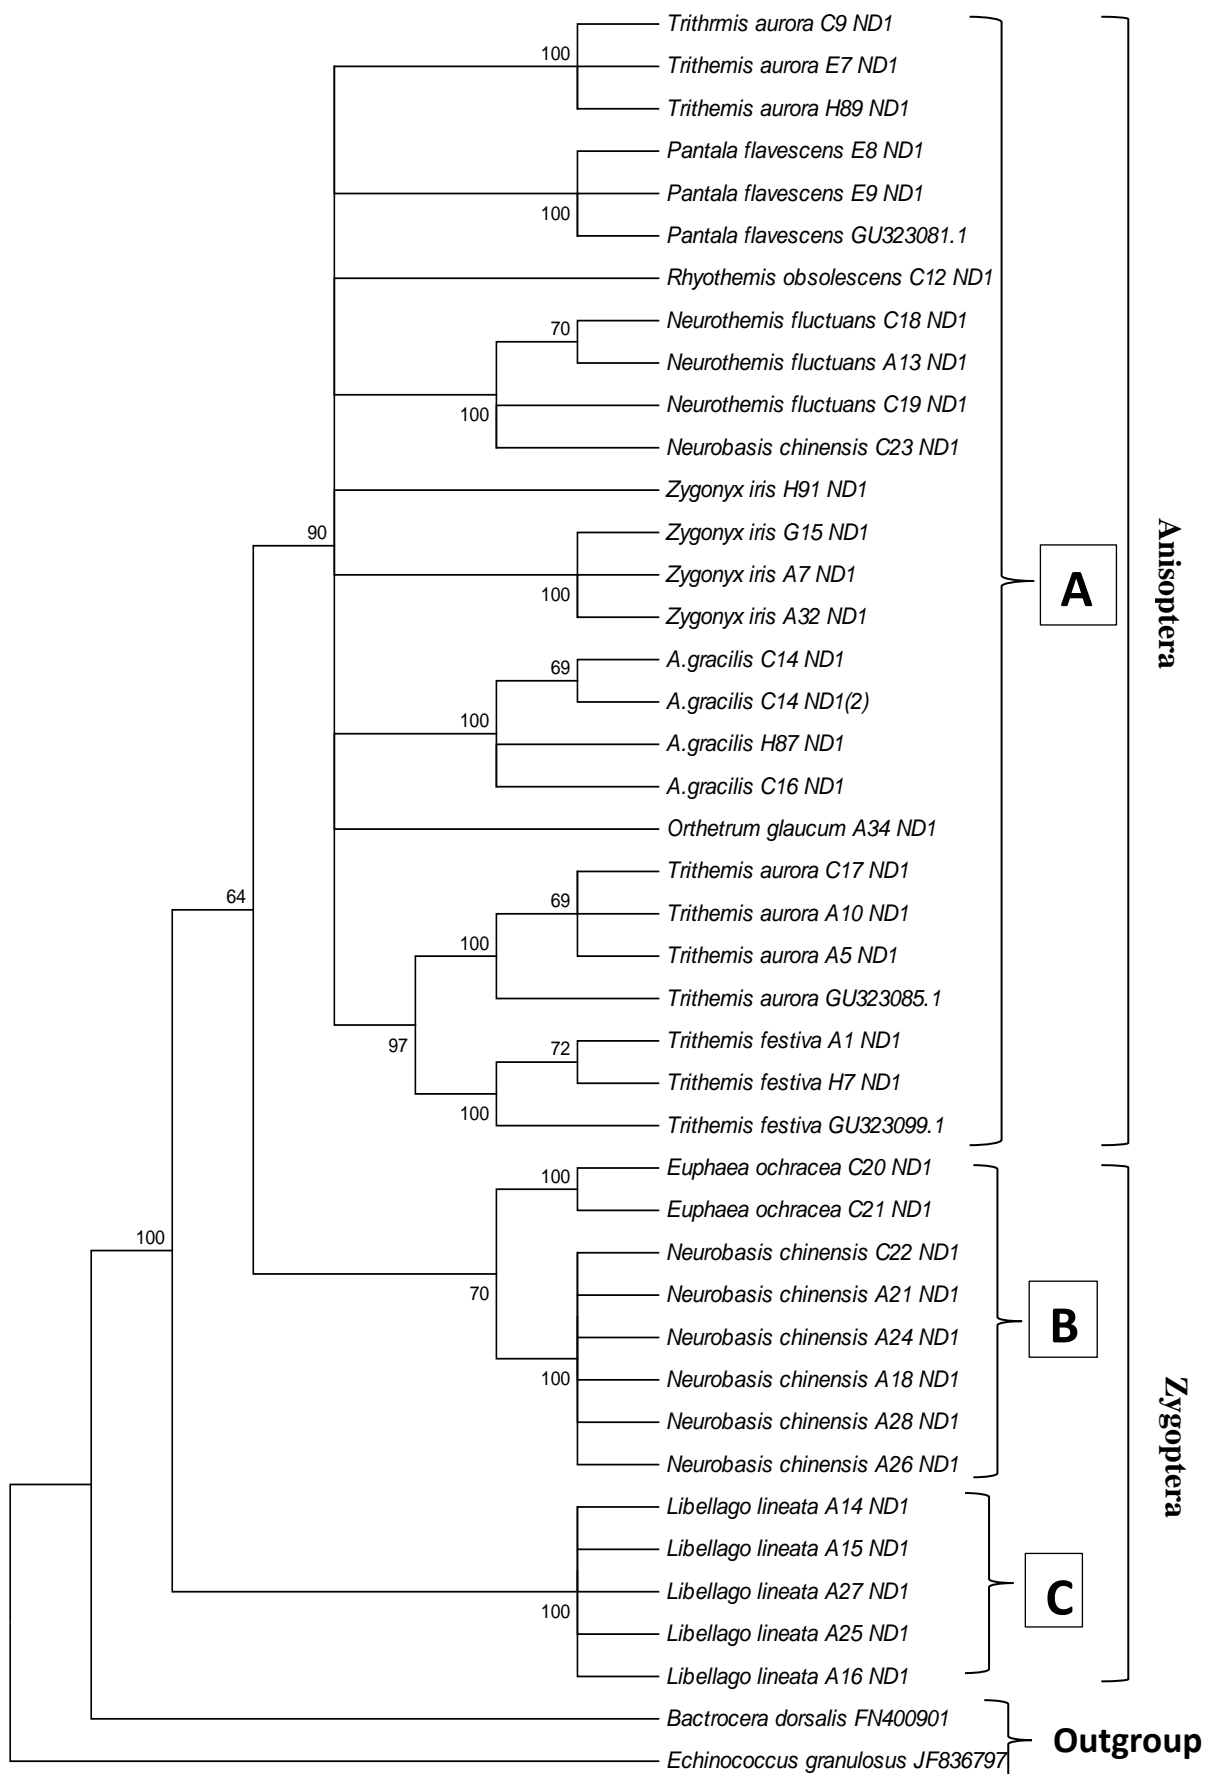 Trithrmis aurora C9 ND1
100
Trithemis aurora E7 ND1
Trithemis aurora H89 ND1
Pantala flavescens E8 ND1
Pantala flavescens E9 ND1
100
Pantala flavescens GU323081.1
Rhyothemis obsolescens C12 ND1
Neurothemis fluctuans C18 ND1
70
Neurothemis fluctuans A13 ND1
Neurothemis fluctuans C19 ND1
100
Neurobasis chinensis C23 ND1
Zygonyx iris H91 ND1
90
Zygonyx iris G15 ND1
Zygonyx iris A7 ND1
100
Zygonyx iris A32 ND1
A
Anisoptera
A.gracilis C14 ND1
69
A.gracilis C14 ND1(2)
100
A.gracilis H87 ND1
A.gracilis C16 ND1
Orthetrum glaucum A34 ND1
Trithemis aurora C17 ND1
64
69
Trithemis aurora A10 ND1
100
Trithemis aurora A5 ND1
Trithemis aurora GU323085.1
97
Trithemis festiva A1 ND1
72
Trithemis festiva H7 ND1
100
Trithemis festiva GU323099.1
Euphaea ochracea C20 ND1
100
Euphaea ochracea C21 ND1
100
Neurobasis chinensis C22 ND1
70
Neurobasis chinensis A21 ND1
Neurobasis chinensis A24 ND1
B
100
Neurobasis chinensis A18 ND1
Neurobasis chinensis A28 ND1
Neurobasis chinensis A26 ND1
Zygoptera
Libellago lineata A14 ND1
Libellago lineata A15 ND1
Libellago lineata A27 ND1
C
100
Libellago lineata A25 ND1
Libellago lineata A16 ND1
Bactrocera dorsalis FN400901
Outgroup
Echinococcus granulosus JF836797